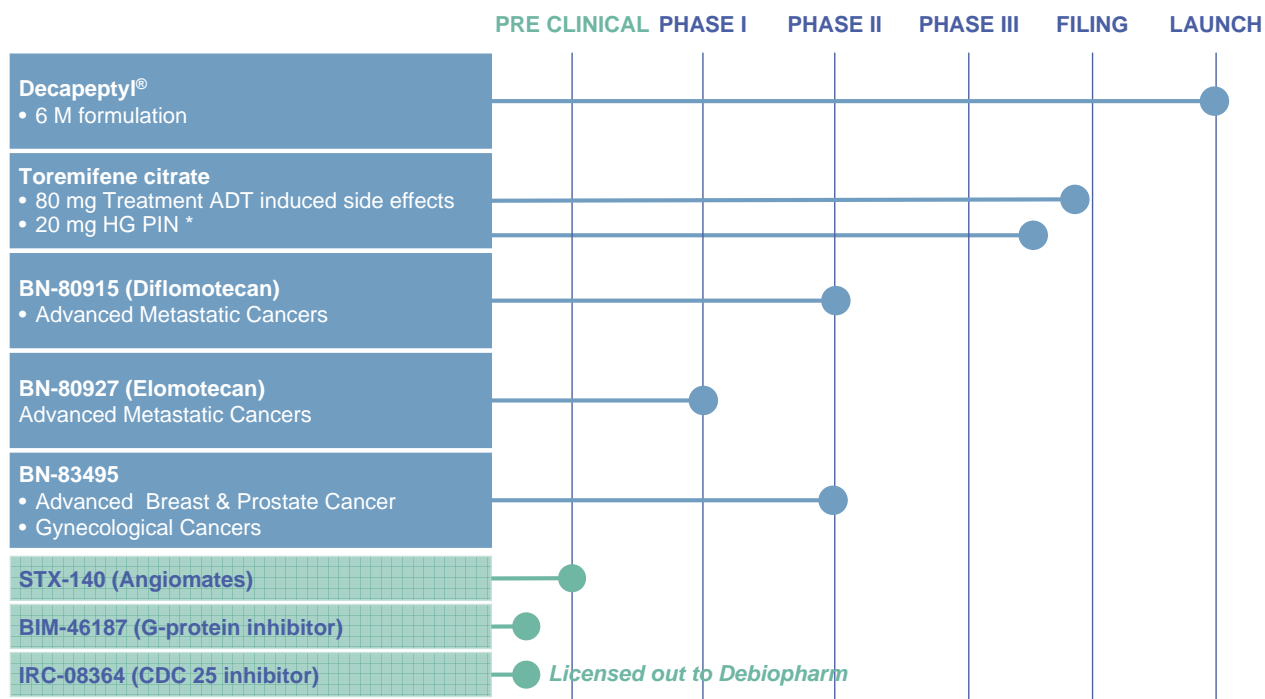 PRE CLINICAL PHASE I PHASE II PHASE III FILING LAUNCH
Decapeptyl®
• 6 M formulation
Toremifene citrate
• 80 mg Treatment ADT induced side effects
• 20 mg HG PIN *
BN-80915 (Diflomotecan)
• Advanced Metastatic Cancers
BN-80927 (Elomotecan)
Advanced Metastatic Cancers
BN-83495
• Advanced Breast & Prostate Cancer
• Gynecological Cancers
STX-140 (Angiomates)
BIM-46187 (G-protein inhibitor)
IRC-08364 (CDC 25 inhibitor) Licensed out to Debiopharm